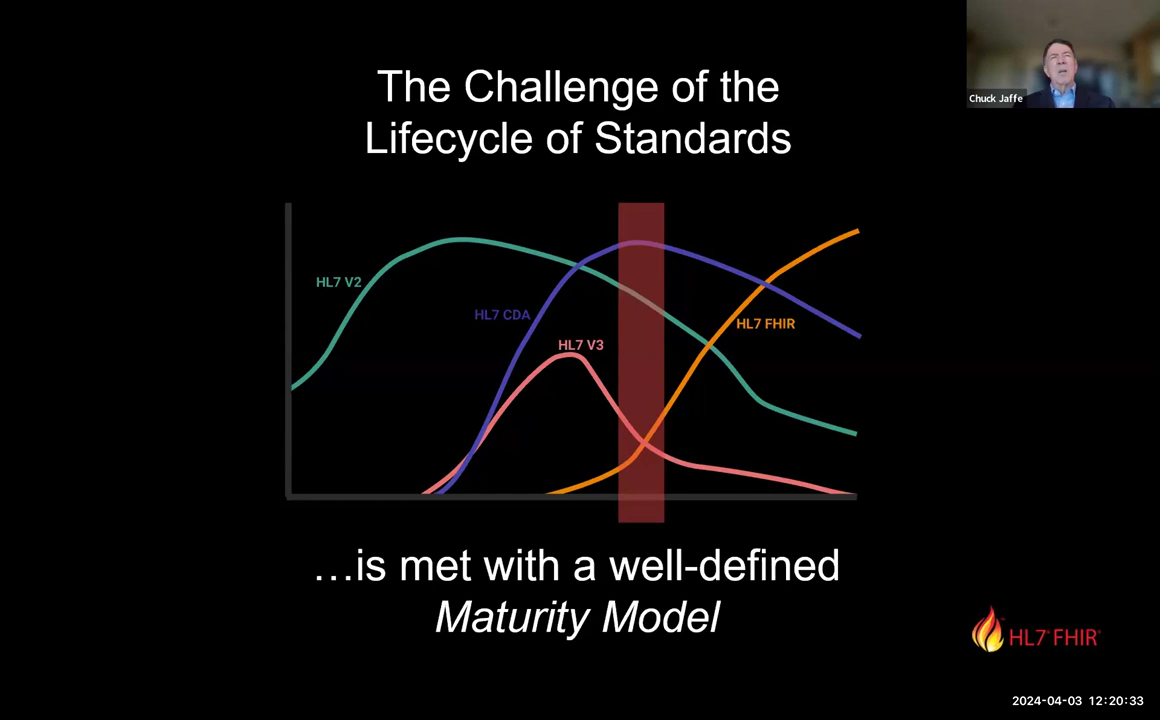 The Challenge of the
Lifecycle of Standards
Chuck Jaffe
HL7 V2
HL7 CDA
HL7 V3
HL7 FHIR
…is met with a well-defined
Maturity Model
HL7® FHIR®
2024-04-03 12:20:33